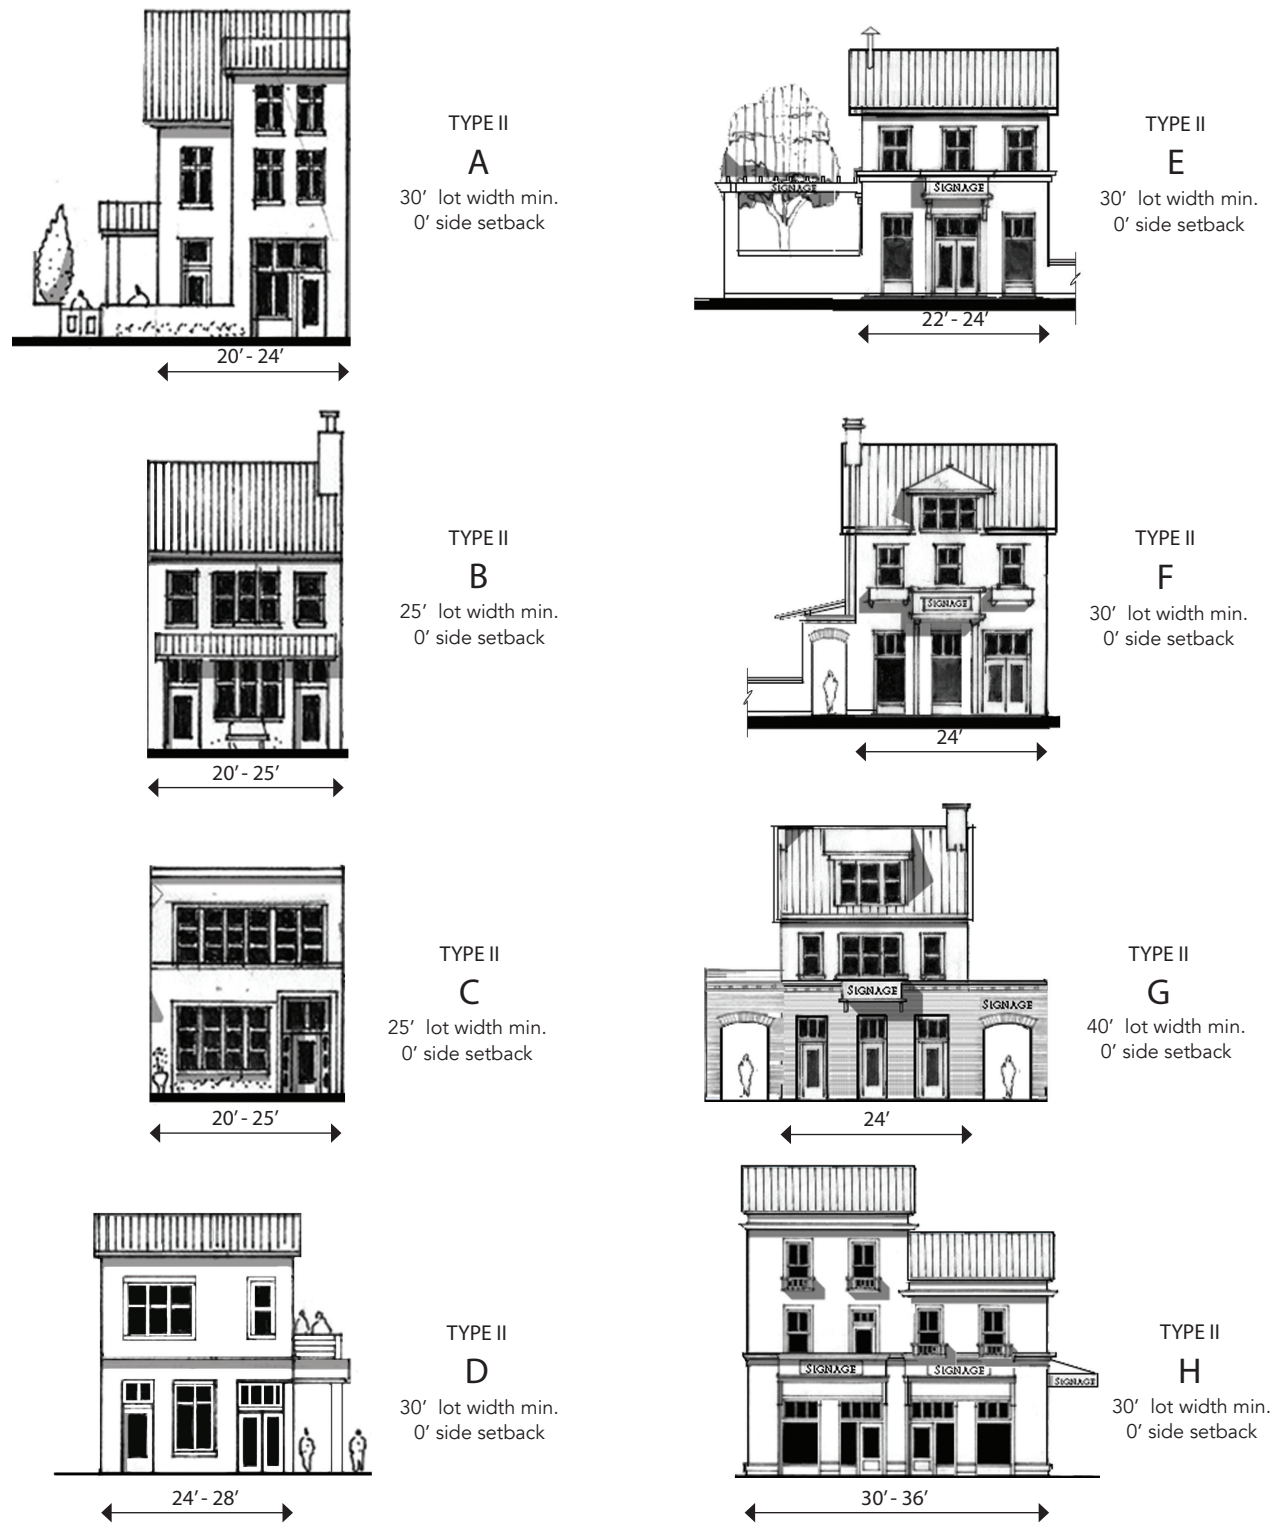 TYPE II
A
30' lot width min.
0' side setback
20' - 24'
TYPE II
B
25' lot width min.
0' side setback
20' - 25'
TYPE II
C
25' lot width min.
0' side setback
20' - 25'
TYPE II
D
30' lot width min.
0' side setback
24' - 28'
SIGNAGE
SIGNAGE
TYPE II
E
30' lot width min.
0' side setback
22' - 24'
SIGNAGE
TYPE II
F
30' lot width min.
0' side setback
24'
SIGNAGE
SIGNAGE
TYPE II
G
40' lot width min.
0' side setback
24'
SIGNAGE
SIGNAGE
SIGNAGE
TYPE II
H
30' lot width min.
0' side setback
30' - 36'